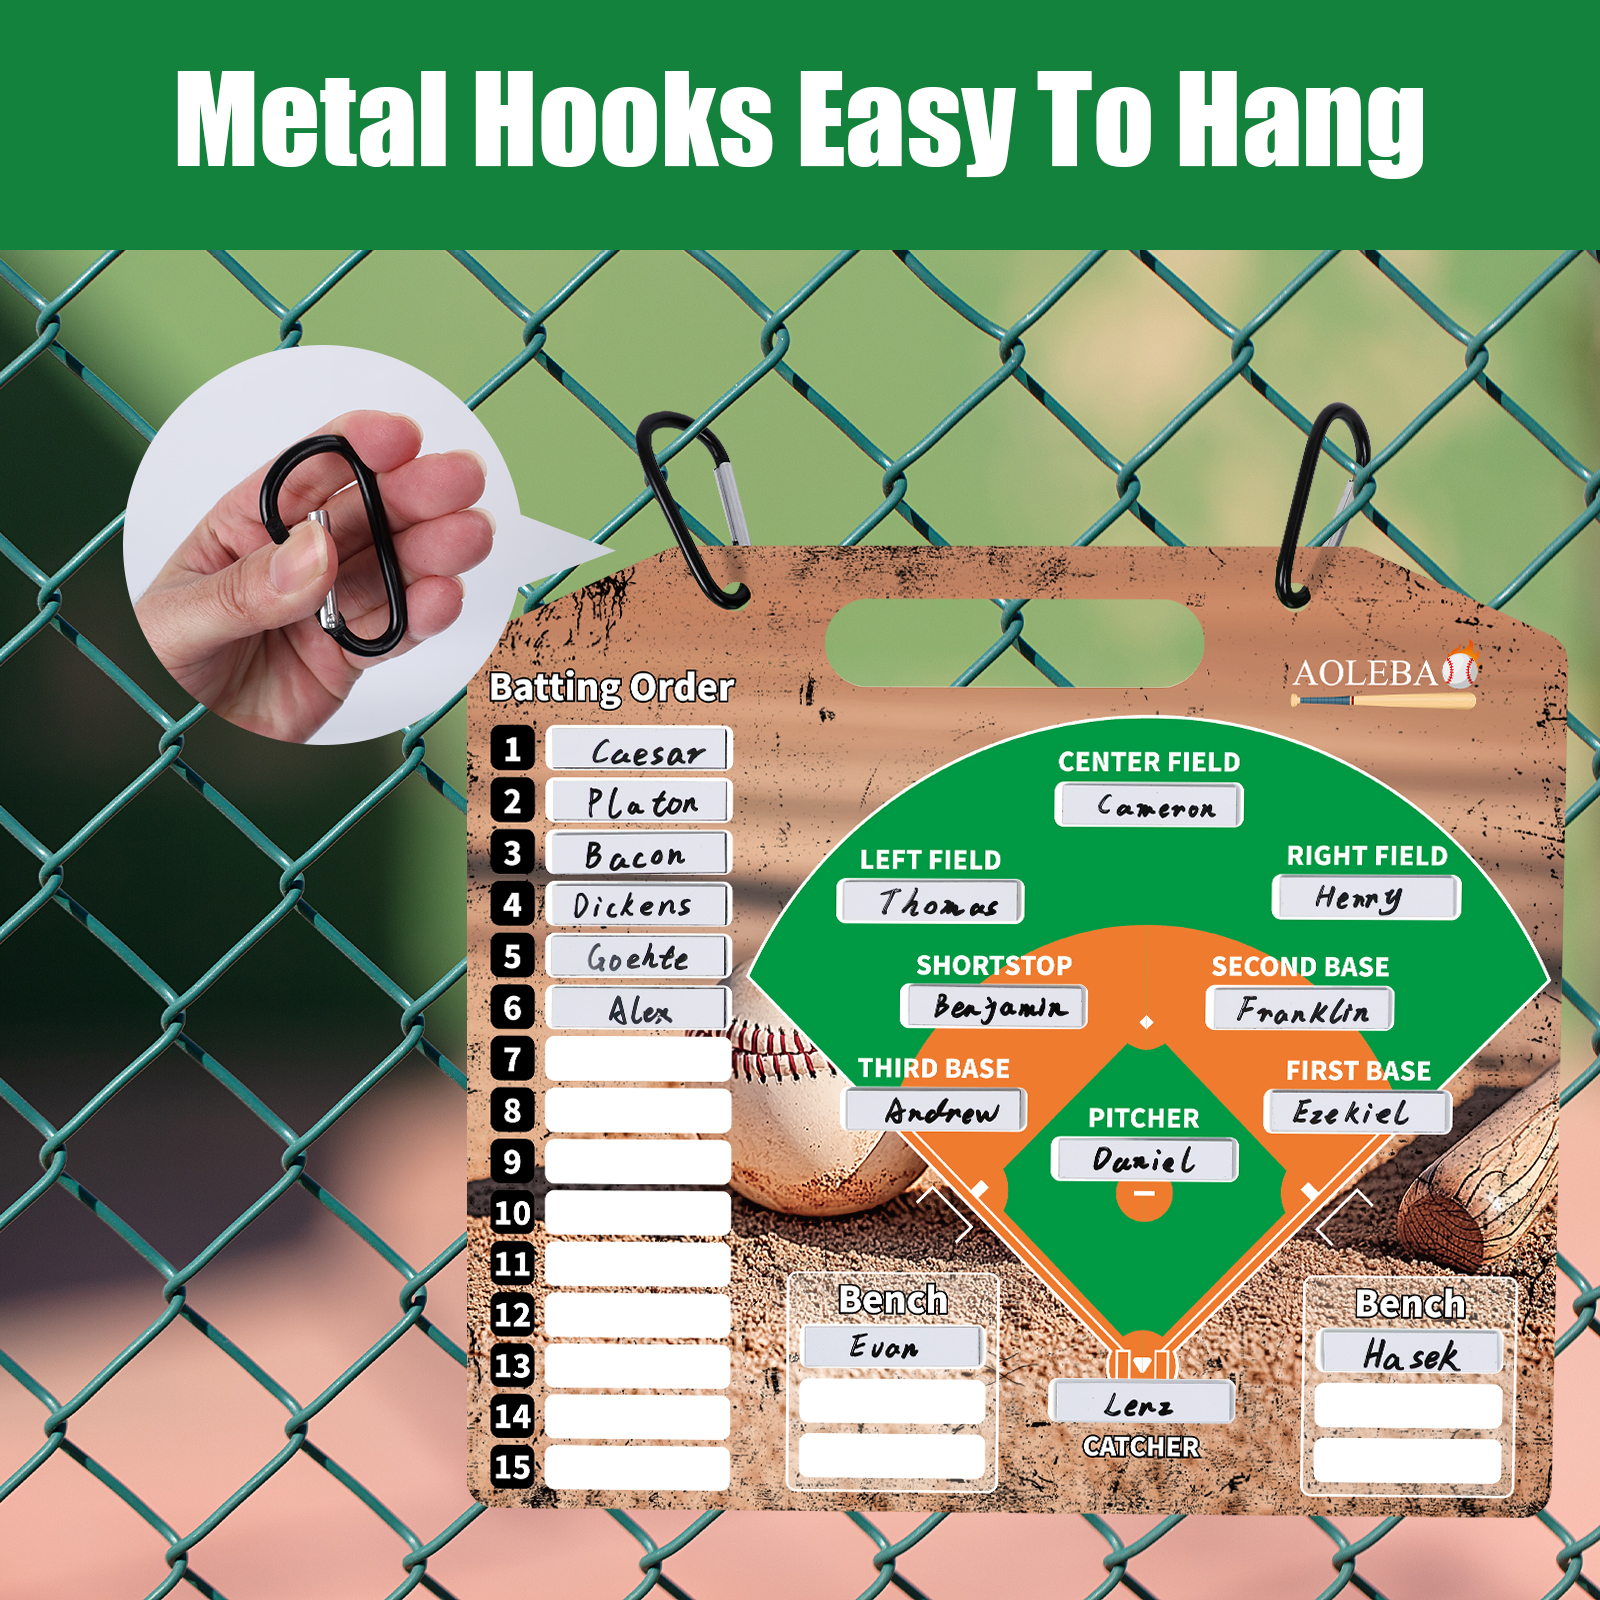 Metal Hooks Easy To Hang
AOLEBAO
Batting Order
1 Caesar
2 Platon
3 Bacon
4 Dickens
5 Goehte
6 Alex
7
8
9
10
11
12
13
14
15
CENTER FIELD
Cameron
LEFT FIELD
Thomas
RIGHT FIELD
Henry
SHORTSTOP
Benjamin
SECOND BASE
Franklin
THIRD BASE
Andrew
FIRST BASE
Ezekiel
PITCHER
Daniel
Bench
Evan
Lenz
CATCHER
Bench
Hasek